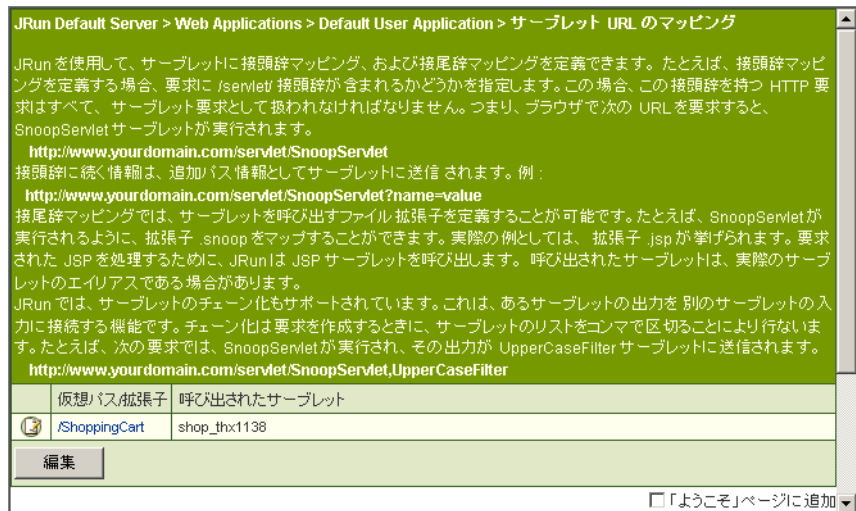 JRun Default Server > Web Applications > Default User Application > サーブレット URL のマッピング
JRun を使用して、サーブレットに接頭辞マッピング、および接尾辞マッピングを定義できます。たとえば、接頭辞マッピ
ングを定義する場合、要求に /servlet/ 接頭辞が含まれるかどうかを指定します。この場合、この接頭辞を持つ HTTP 要
求はすべて、 サーブレット要求として扱われなければなりません。つまり、ブラウザで次の URL を要求すると、
SnoopServlet サーブレットが実行されます。
http://www.yourdomain.com/servlet/SnoopServlet
接頭辞に続く情報は、追加パス情報としてサーブレットに送信 されます。例 :
http://www.yourdomain.com/servlet/SnoopServlet?name=value
接尾辞マッピングでは、サーブレットを呼び出すファイル 拡張子を定義することが 可能です。たとえば、SnoopServlet が
実行されるように、拡張子 .snoop をマップすることができます。実際の例としては、 拡張子 .jsp が挙げられます。要求
された JSP を処理するために、JRun は JSP サーブレットを呼び出します。 呼び出されたサーブレットは、実際のサーブ
レットのエイリアスである場合があります。
JRun では、サーブレットのチェーン化もサポートされています。これは、あるサーブレットの出力を 別のサーブレットの入
力に接続する機能です。チェーン化は要求を作成するときに、サーブレットのリストをコンマで区切ることにより行ないま
す。たとえば、次の要求では、SnoopServlet が実行され、その出力が UpperCaseFilter サーブレットに送信されます。
http://www.yourdomain.com/servlet/SnoopServlet,UpperCaseFilter
仮想パス/拡張子 呼び出されたサーブレット
/ShoppingCart shop_thx1138
編集
「ようこそ」ページに追加